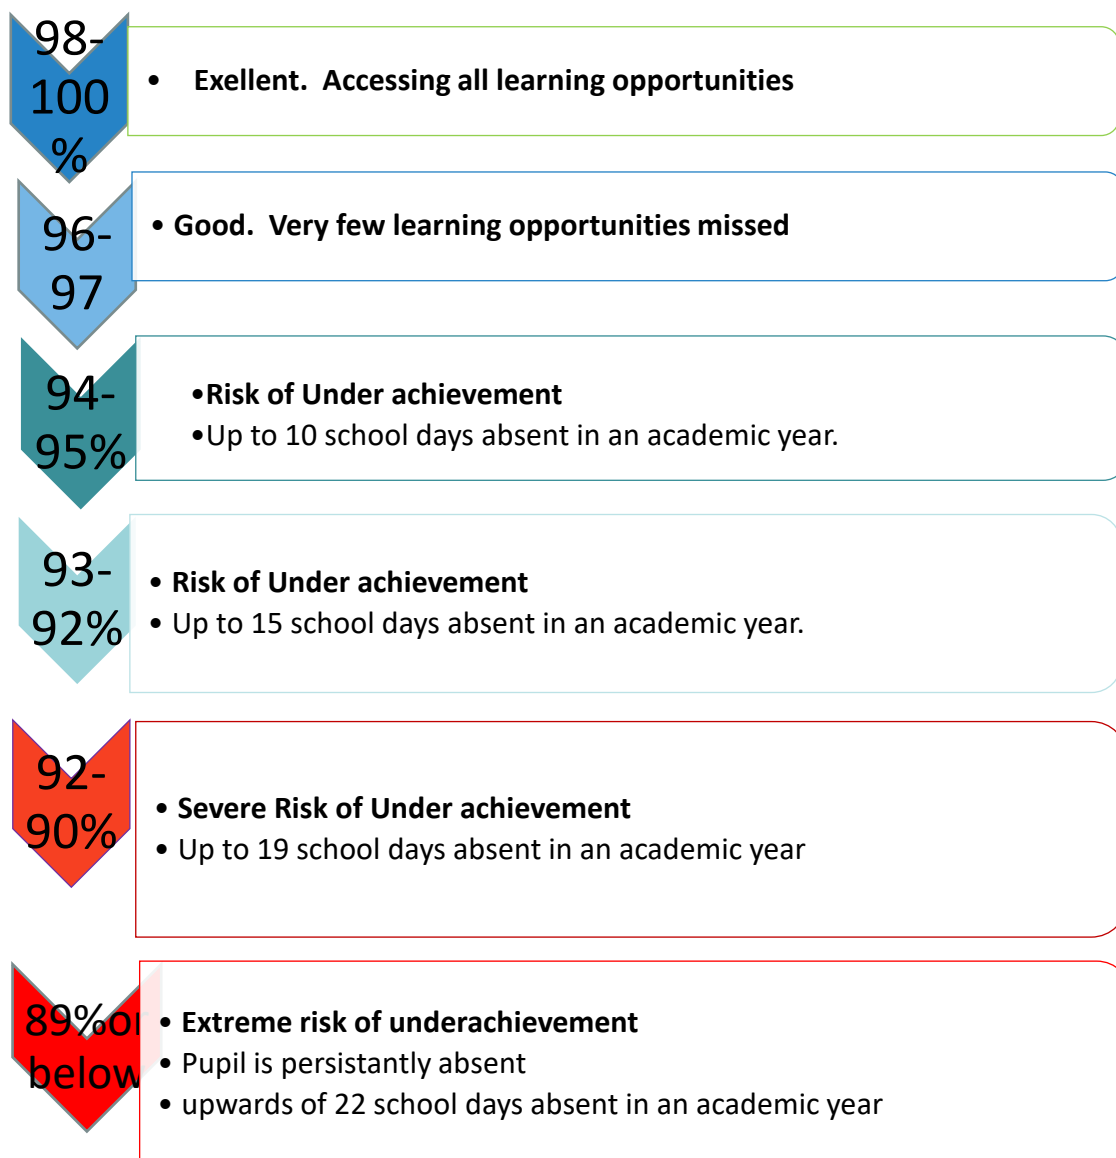 98-
100
%
• Exellent.  Accessing all learning opportunities
96-
97
• Good.  Very few learning opportunities missed
94-
95%
•Risk of Under achievement
•Up to 10 school days absent in an academic year.
93-
92%
• Risk of Under achievement
• Up to 15 school days absent in an academic year.
92-
90%
• Severe Risk of Under achievement
• Up to 19 school days absent in an academic year
89%or
below
• Extreme risk of underachievement
• Pupil is persistantly absent
• upwards of 22 school days absent in an academic year